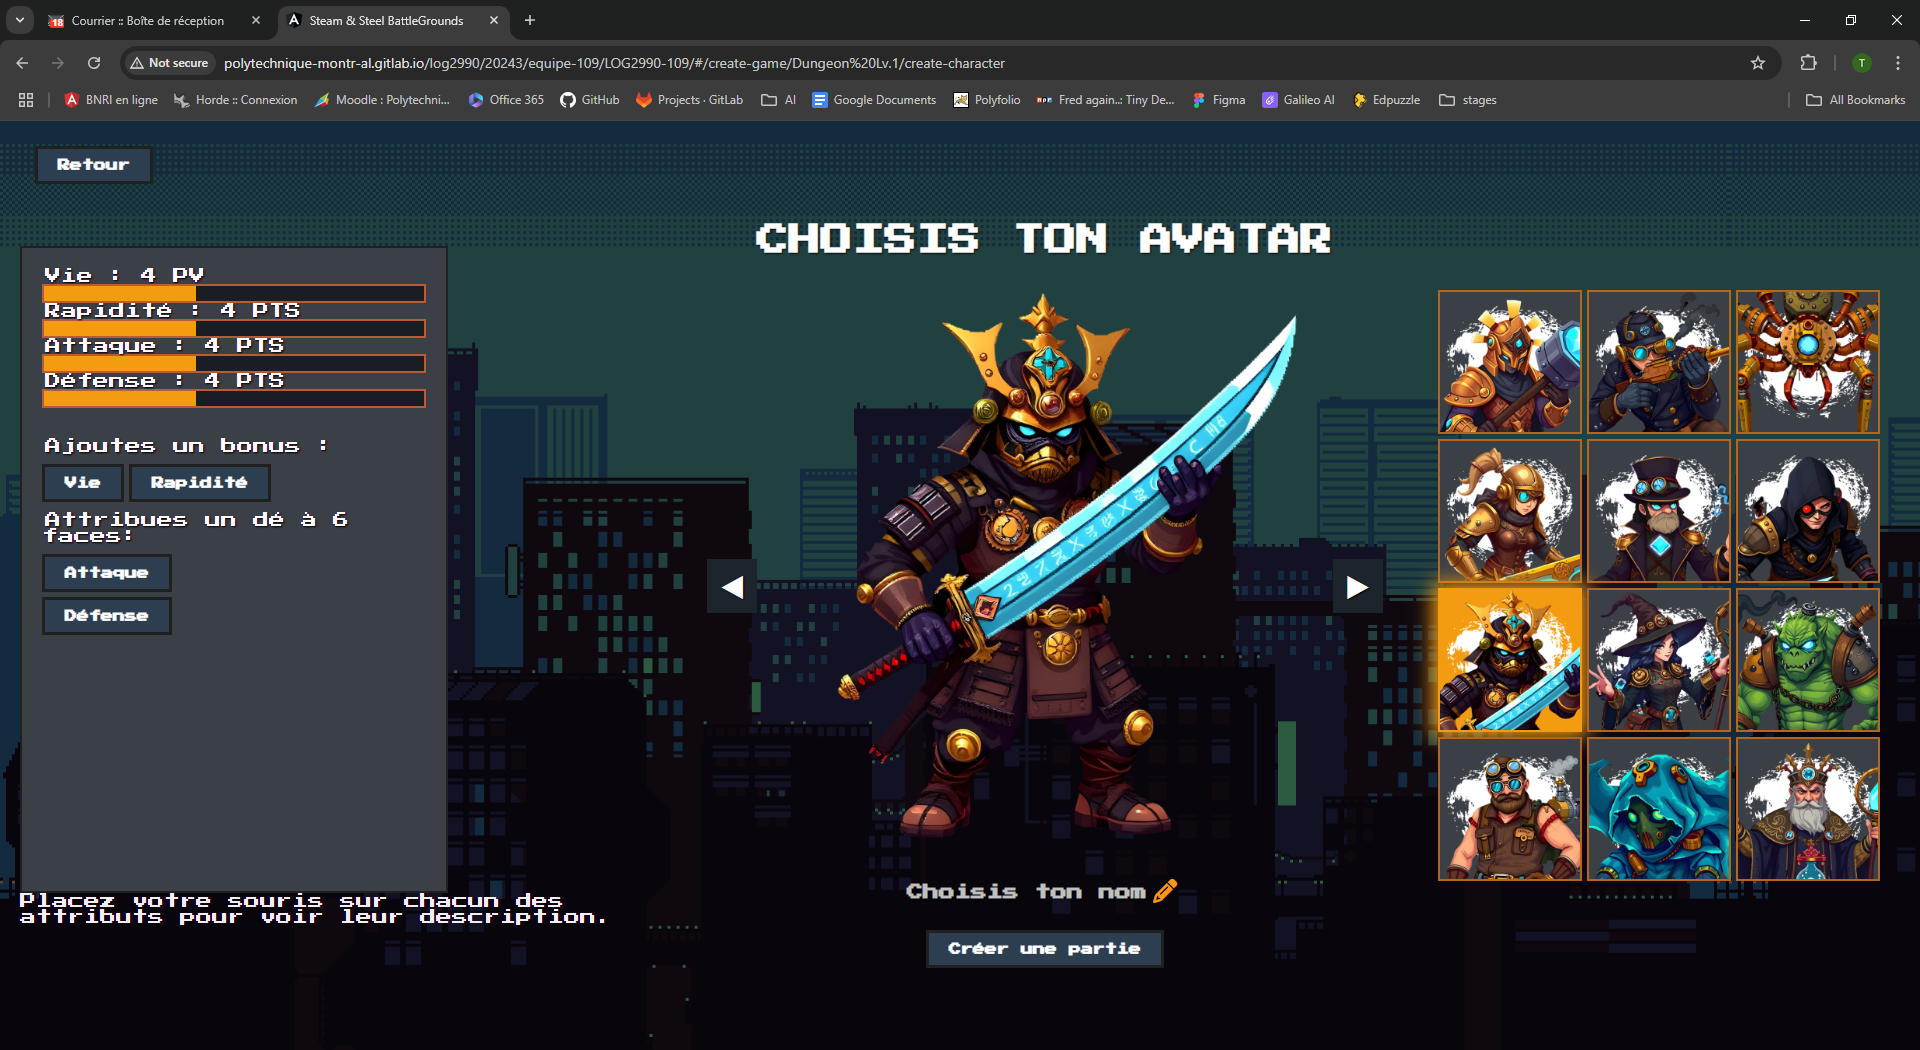 Courrier :: Boîte de réception
Steam & Steel BattleGrounds
Not secure
polytechnique-montr-al.gitlab.io/log2990/20243/equipe-109/LOG2990-109/#/create-game/Dungeon%20Lv.1/create-character
T
BNRI en ligne
Horde :: Connexion
Moodle : Polytechni...
Office 365
GitHub
Projects · GitLab
AI
Google Documents
Polyfolio
Fred again..: Tiny De...
Figma
Galileo AI
Edpuzzle
stages
All Bookmarks
Retour
CHOISIS TON AVATAR
Vie : 4 PV
Rapidité : 4 PTS
Attaque : 4 PTS
Défense : 4 PTS
Ajoutes un bonus :
Vie
Rapidité
Attribues un dé à 6
faces:
Attaque
Défense
Placez votre souris sur chacun des
attributs pour voir leur description.
Choisis ton nom
Créer une partie